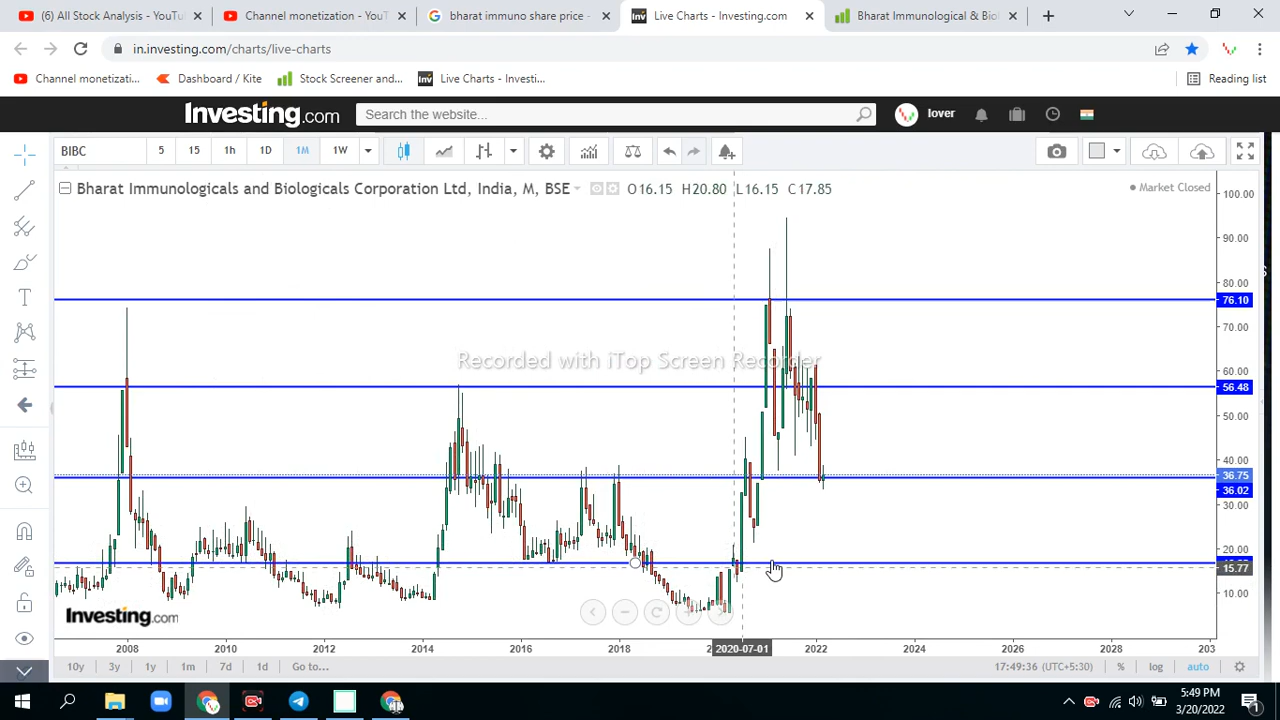 (6) All Stock Analysis - YouTu
Channel monetization - YouT
bharat immuno share price -
Live Charts - Investing.com
Bharat Immunological & Bio
in.investing.com/charts/live-charts
Channel monetizati...
Dashboard / Kite
Stock Screener and...
Inv Live Charts - Investi...
Reading list
Investing.com
Search the website...
lover
BIBC
5
15
1h
1D
1M
1W
Bharat Immunologicals and Biologicals Corporation Ltd, India, M, BSE
O16.15 H20.80 L16.15 C17.85
Market Closed
100.00
90.00
80.00
76.10
70.00
Recorded with iTop Screen Recorder
60.00
56.48
50.00
40.00
36.75
36.02
30.00
20.00
15.77
10.00
Investing.com
2008
2010
2012
2014
2016
2018
2020-07-01
2022
2024
2026
2028
203
10y
3y
1y
1m
7d
1d
Go to...
17:49:36 (UTC+5:30)
%
log
auto
5:49 PM
3/20/2022